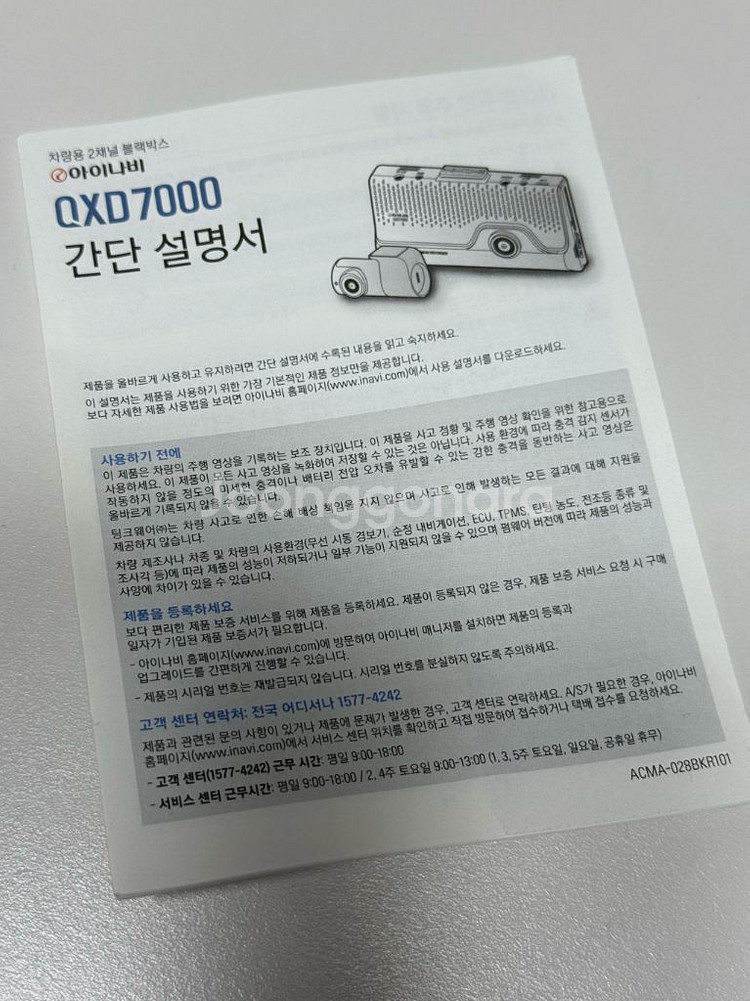 차량용 2채널 블랙박스
아이나비
QXD7000
간단 설명서
제품을 올바르게 사용하고 유지하려면 간단 설명서에 수록된 내용을 읽고 숙지하세요.
이 설명서는 제품을 사용하기 위한 가장 기본적인 제품 정보만을 제공합니다.
보다 자세한 제품 사용법을 보려면 아이나비 홈페이지(www.inavi.com)에서 사용 설명서를 다운로드하세요.
사용하기 전에
이 제품은 차량의 주행 영상을 기록하는 보조 장치입니다. 이 제품을 사고 정황 및 주행 영상 확인을 위한 참고용으로
사용하세요. 이 제품이 모든 사고 영상을 녹화하여 저장할 수 있는 것은 아닙니다. 사용 환경에 따라 충격 감지 센서가
작동하지 않을 정도의 미세한 충격이나 배터리 전압 오차를 유발할 수 있는 강한 충격을 동반하는 사고 영상은
올바르게 기록되지 않을 수 있습니다.
팅크웨어㈜는 차량 사고로 인한 손해 배상 책임을 지지 않으며 사고로 인해 발생하는 모든 결과에 대해 지원을
제공하지 않습니다.
차량 제조사나 차종 및 차량의 사용환경(무선 시동 경보기, 순정 내비게이션, ECU, TPMS, 틴팅 농도, 전조등 종류 및
조사각 등)에 따라 제품의 성능이 저하되거나 일부 기능이 지원되지 않을 수 있으며 펌웨어 버전에 따라 제품의 성능과
사양에 차이가 있을 수 있습니다.
제품을 등록하세요
보다 편리한 제품 보증 서비스를 위해 제품을 등록하세요. 제품이 등록되지 않은 경우, 제품 보증 서비스 요청 시 구매
일자가 기입된 제품 보증서가 필요합니다.
- 아이나비 홈페이지(www.inavi.com)에 방문하여 아이나비 매니저를 설치하면 제품의 등록과
업그레이드를 간편하게 진행할 수 있습니다.
- 제품의 시리얼 번호는 재발급되지 않습니다. 시리얼 번호를 분실하지 않도록 주의하세요.
고객 센터 연락처: 전국 어디서나 1577-4242
제품과 관련된 문의 사항이 있거나 제품에 문제가 발생한 경우, 고객 센터로 연락하세요. A/S가 필요한 경우, 아이나비
홈페이지(www.inavi.com)에서 서비스 센터 위치를 확인하고 직접 방문하여 접수하거나 택배 접수를 요청하세요.
- 고객 센터(1577-4242) 근무 시간: 평일 9:00-18:00
- 서비스 센터 근무시간: 평일 9:00-18:00 / 2, 4주 토요일 9:00-13:00 (1, 3, 5주 토요일, 일요일, 공휴일 휴무)
ACMA-028BKR101
joonggonara